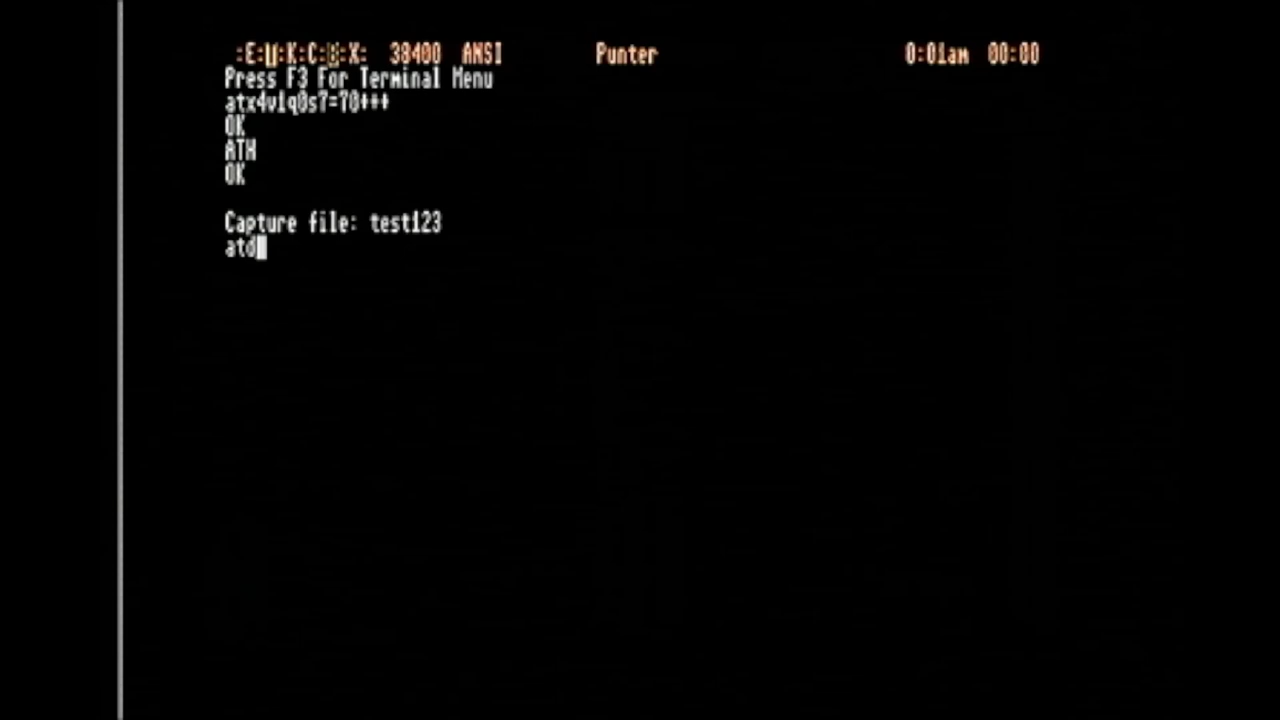 :E:U:K:C:B:X: 38400 ANSI Punter 0:01am 00:00
Press F3 For Terminal Menu
atx4v1q0s7=70+++
OK
ATH
OK
Capture file: test123
atd